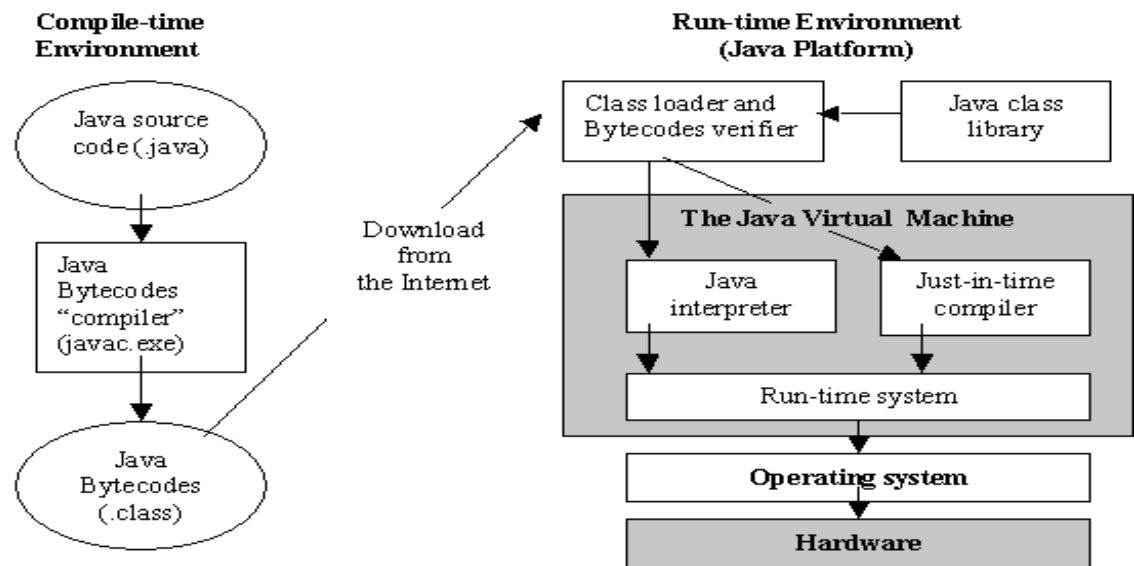 Compile-time
Environment
Java source
code (.java)
Java
Bytecodes
“compiler”
(javac.exe)
Java
Bytecodes
(.class)
Download
from
the Internet
Run-time Environment
(Java Platform)
Class loader and
Bytecodes verifier
Java class
library
The Java Virtual Machine
Java
interpreter
Just-in-time
compiler
Run-time system
Operating system
Hardware